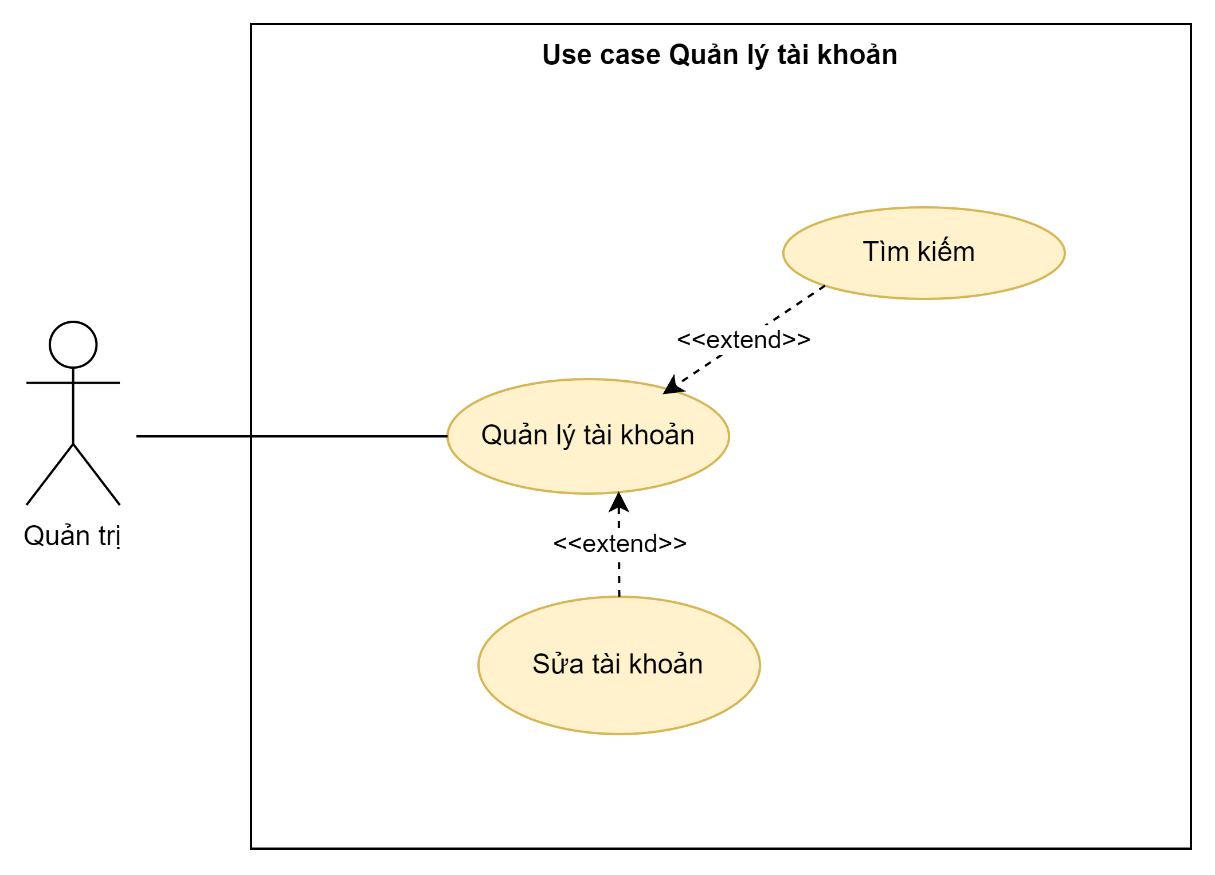 Use case Quản lý tài khoản
Tìm kiếm
<<extend>>
Quản lý tài khoản
Quản trị
<<extend>>
Sửa tài khoản